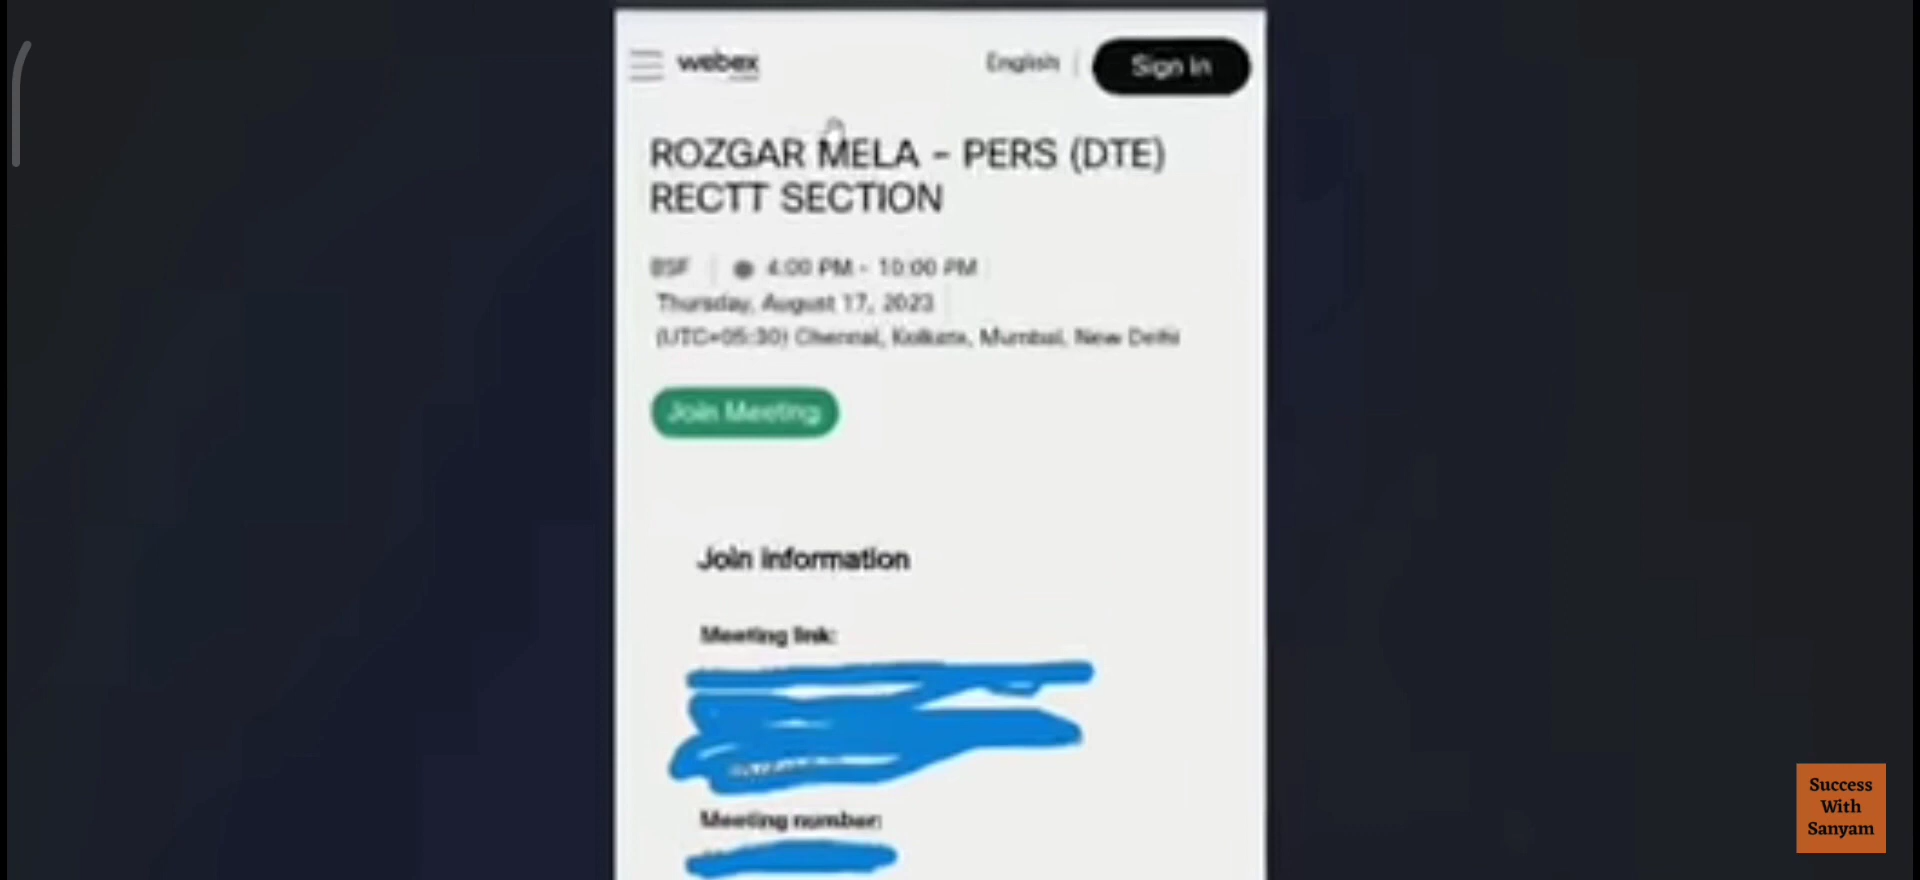 webex
English
Sign in
ROZGAR MELA - PERS (DTE)
RECTT SECTION
BSF
4:00 PM - 10:00 PM
Thursday, August 17, 2023
(UTC+05:30) Chennai, Kolkata, Mumbai, New Delhi
Join Meeting
Join information
Meeting link:
Meeting number:
Success
With
Sanyam